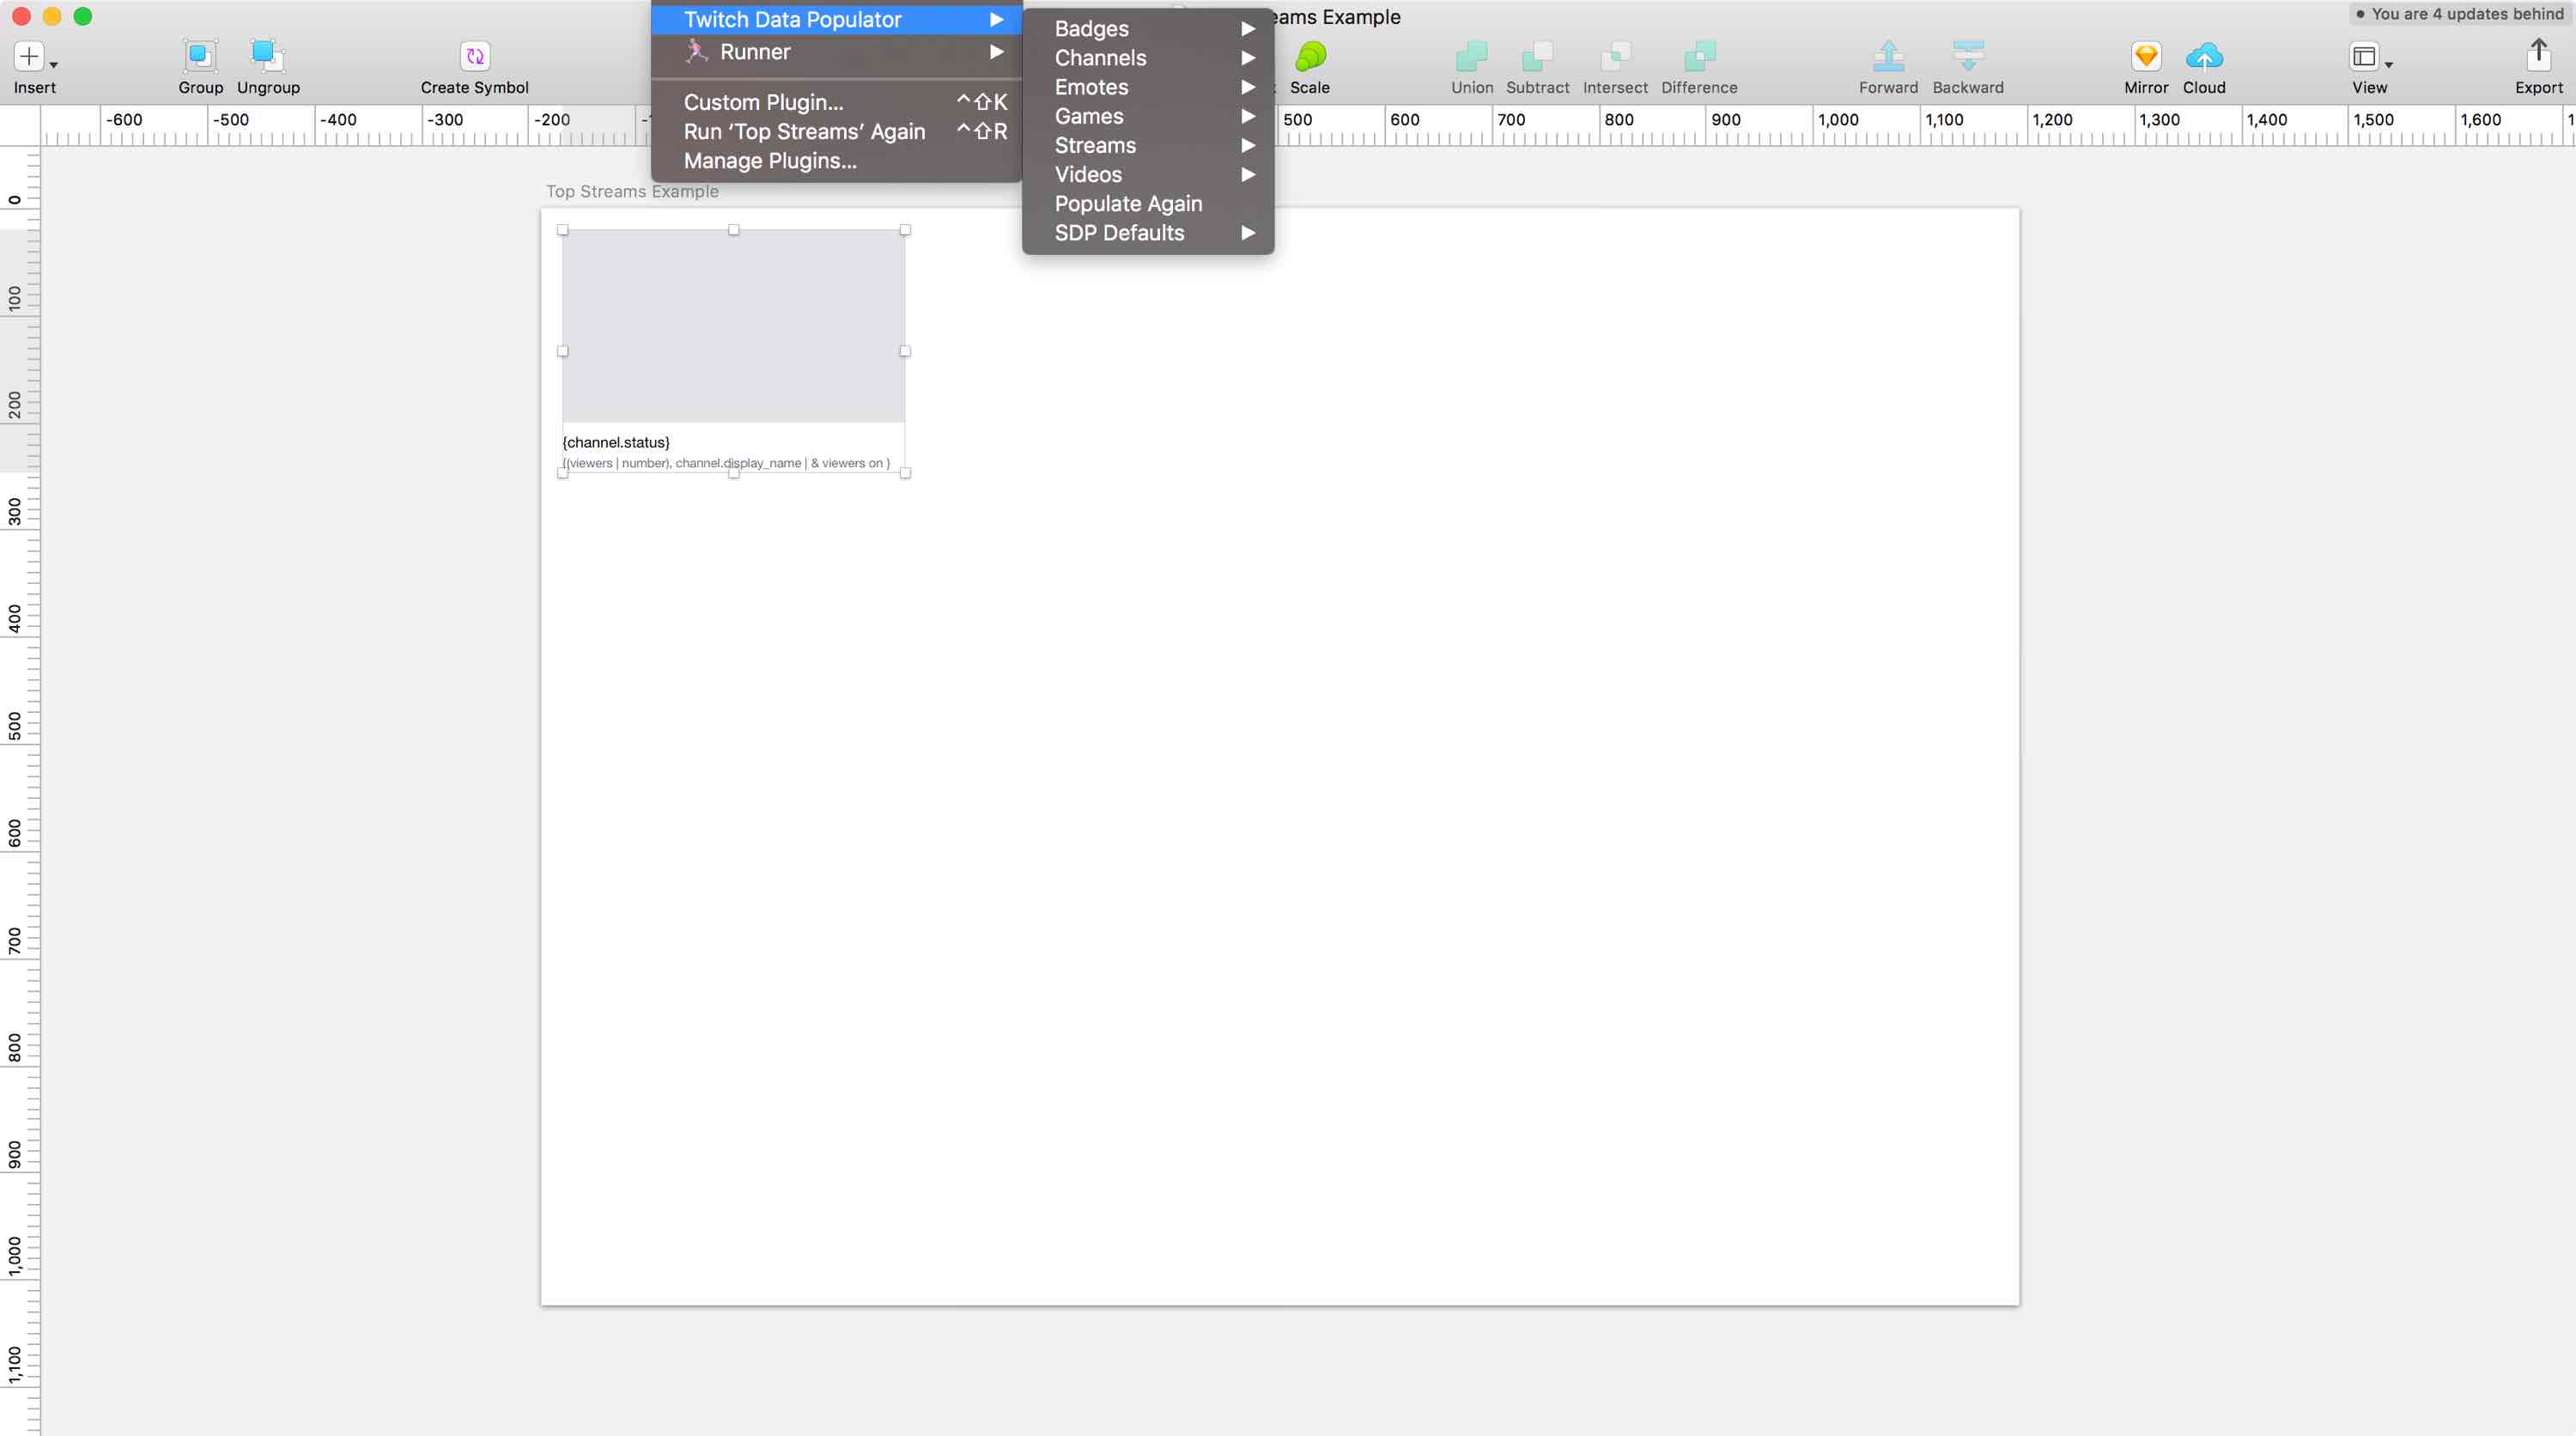 Twitch Data Populator
Runner
Custom Plugin... ^⇧K
Run ‘Top Streams’ Again ^⇧R
Manage Plugins...
Badges
Channels
Emotes
Games
Streams
Videos
Populate Again
SDP Defaults
eams Example
• You are 4 updates behind
Insert
Group
Ungroup
Create Symbol
Scale
Union
Subtract
Intersect
Difference
Forward
Backward
Mirror
Cloud
View
Export
-600
-500
-400
-300
-200
500
600
700
800
900
1,000
1,100
1,200
1,300
1,400
1,500
1,600
0
100
200
300
400
500
600
700
800
900
1,000
1,100
Top Streams Example
{channel.status}
{(viewers | number), channel.display_name | & viewers on }